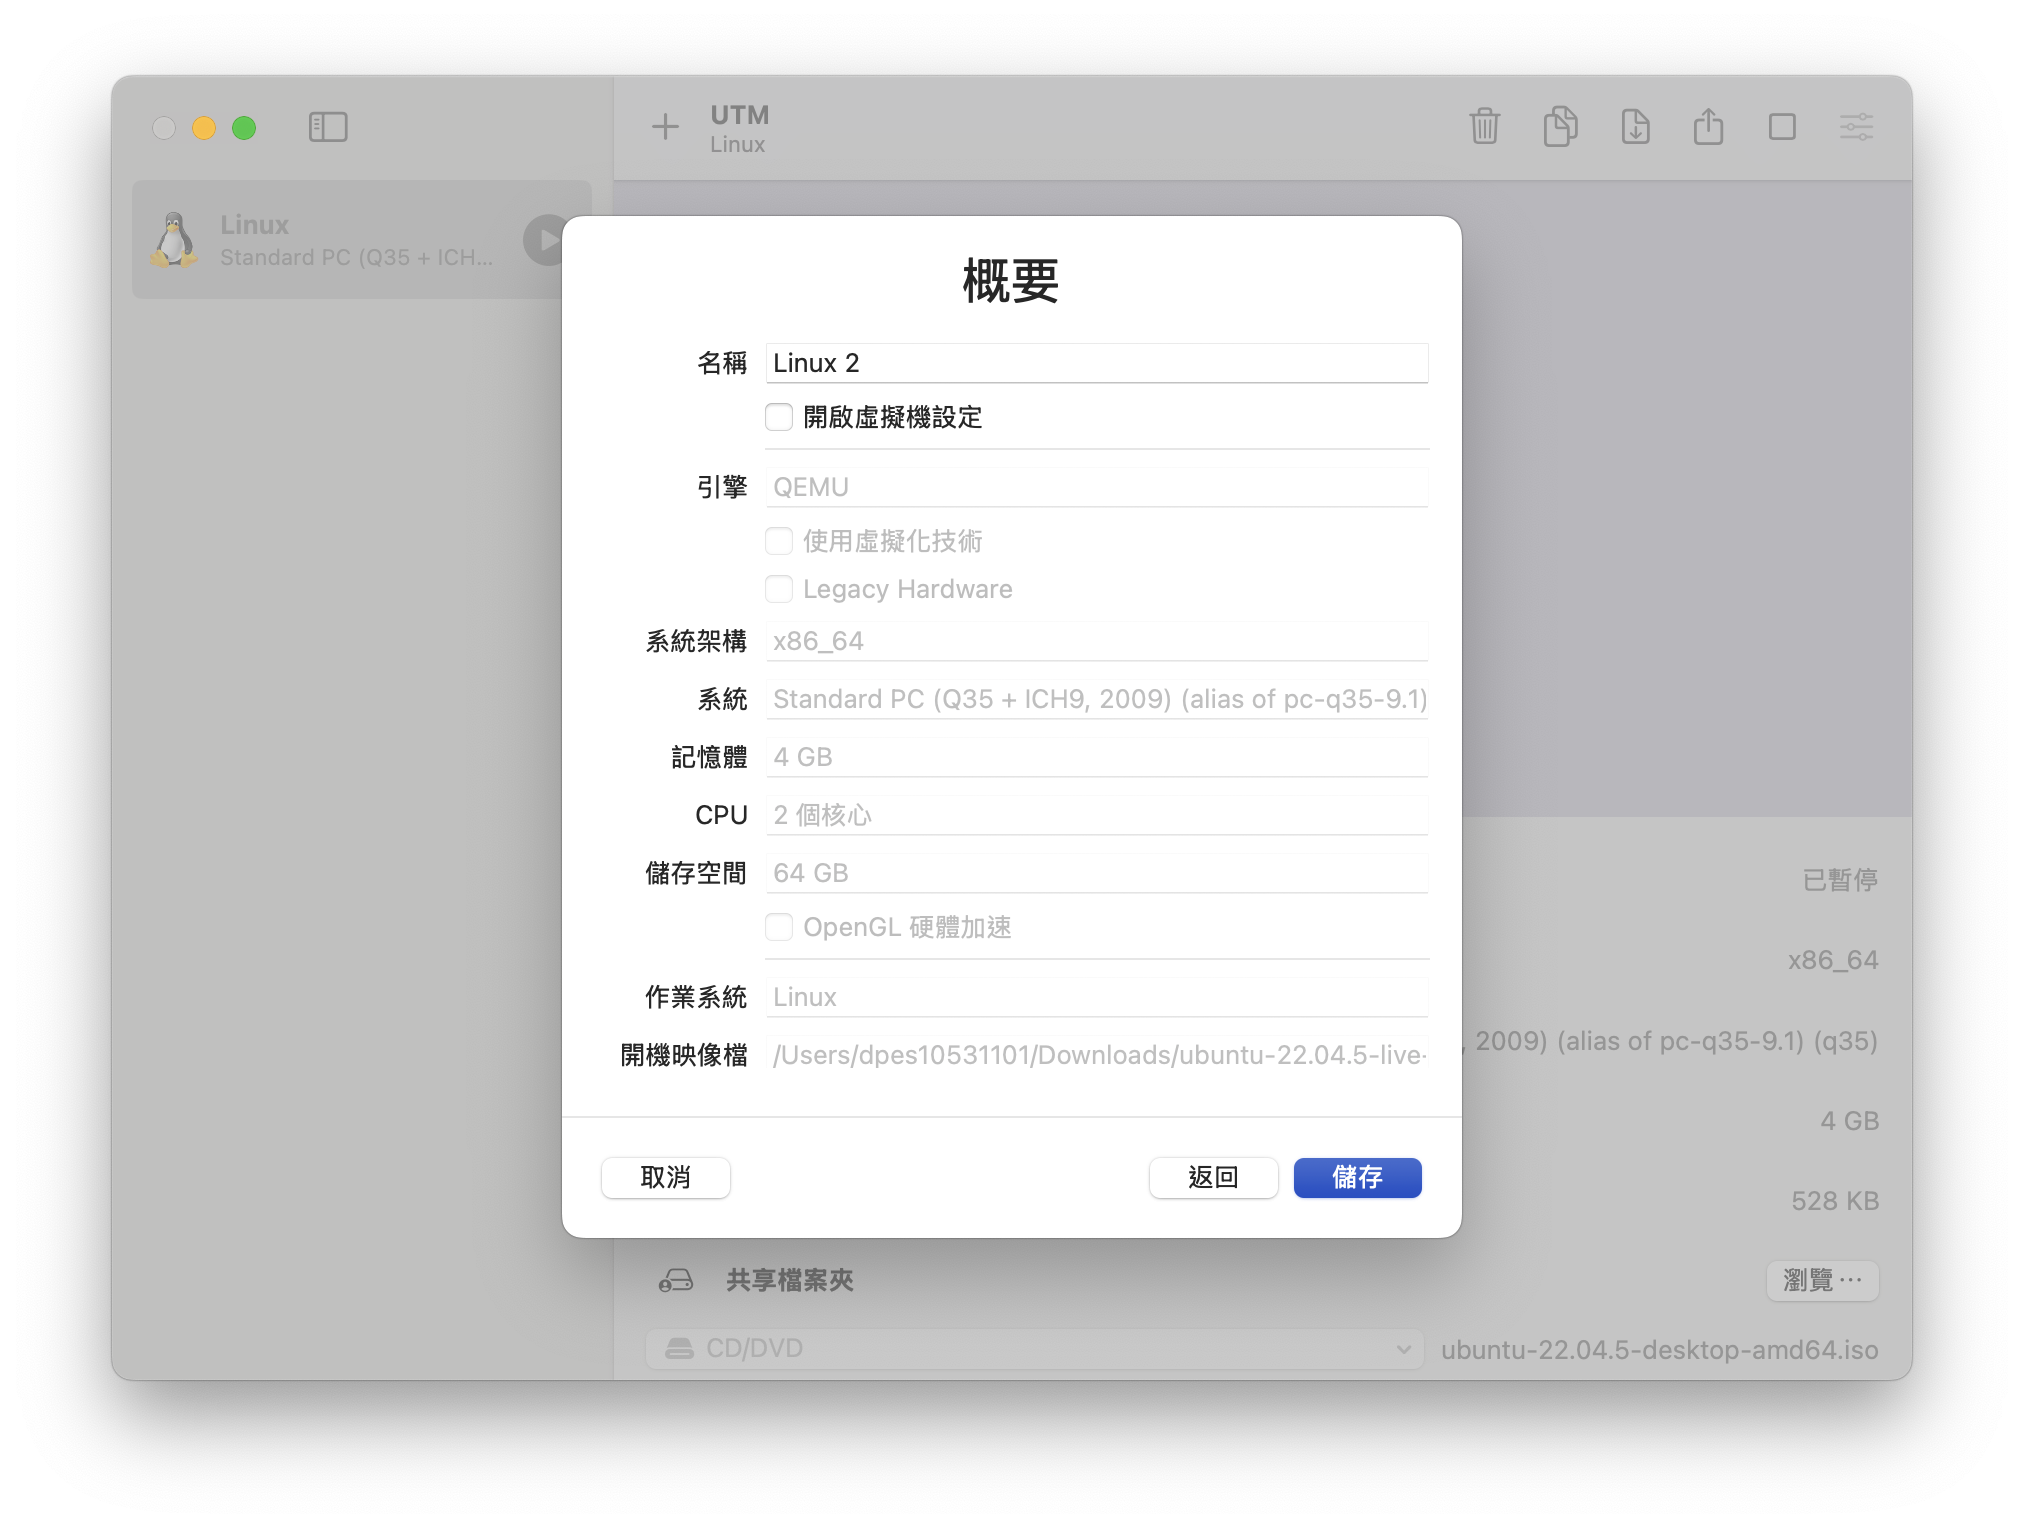 UTM
Linux
Linux
Standard PC (Q35 + ICH...
概要
名稱 Linux 2
開啟虛擬機設定
引擎 QEMU
使用虛擬化技術
Legacy Hardware
系統架構 x86_64
系統 Standard PC (Q35 + ICH9, 2009) (alias of pc-q35-9.1)
記憶體 4 GB
CPU 2 個核心
儲存空間 64 GB
OpenGL 硬體加速
作業系統 Linux
開機映像檔 /Users/dpes10531101/Downloads/ubuntu-22.04.5-live-
取消 返回 儲存
已暫停
x86_64
, 2009) (alias of pc-q35-9.1) (q35)
4 GB
528 KB
共享檔案夾 瀏覽…
CD/DVD ubuntu-22.04.5-desktop-amd64.iso